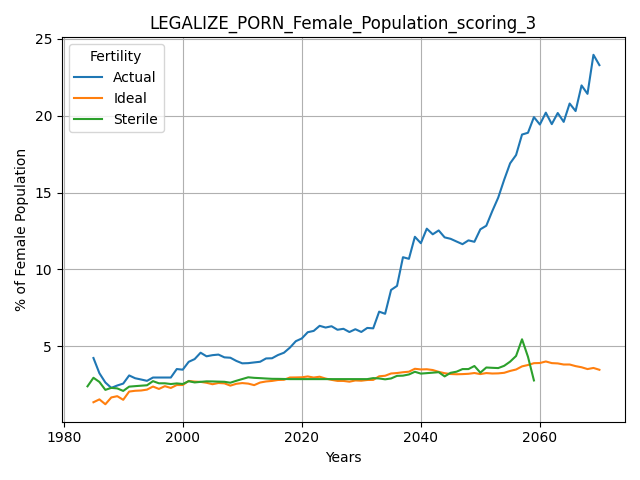 LEGALIZE_PORN_Female_Population_scoring_3
Fertility
Actual
Ideal
Sterile
% of Female Population
25
20
15
10
5
1980 2000 2020 2040 2060
Years